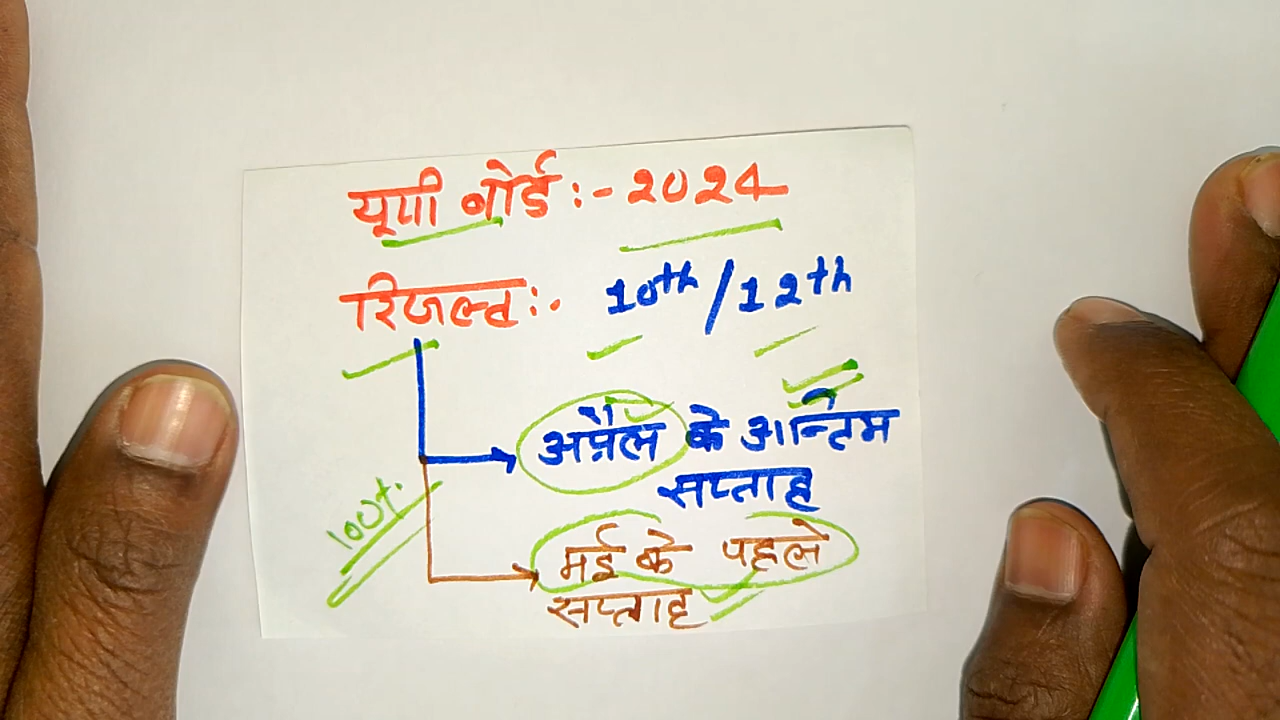 यूपी बोर्ड :- 2024
रिजल्ट :- 10th / 12th
अप्रैल के अन्तिम
सप्ताह
100%
मई के पहले
सप्ताह